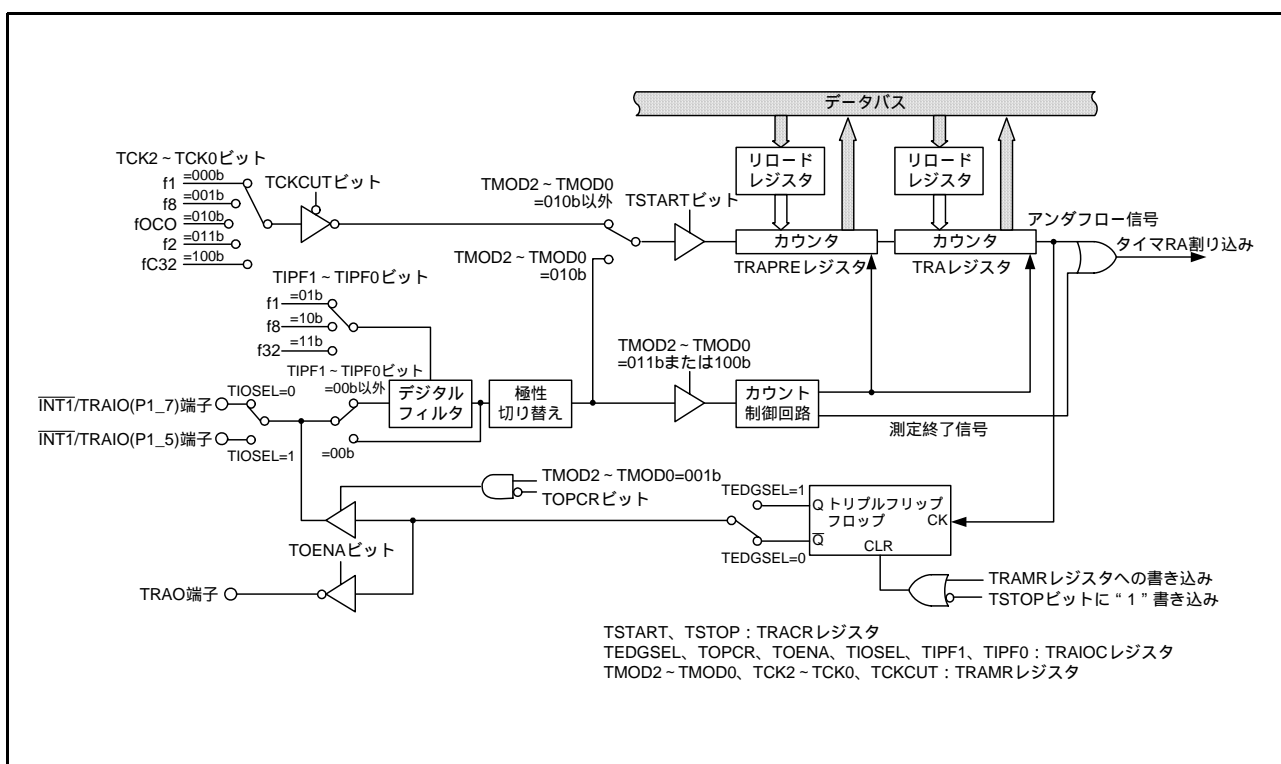 データバス
リロード
レジスタ
リロード
レジスタ
TCK2～TCK0ビット
f1 =000b
f8 =001b
fOCO =010b
f2 =011b
fC32 =100b
TCKCUTビット
TMOD2～TMOD0
=010b以外
TSTARTビット
カウンタ
TRAPREレジスタ
カウンタ
TRAレジスタ
アンダフロー信号
タイマRA割り込み
TMOD2～TMOD0
=010b
TIPF1～TIPF0ビット
f1 =01b
f8 =10b
f32 =11b
TIPF1～TIPF0ビット
=00b以外
デジタル
フィルタ
極性
切り替え
TMOD2～TMOD0
=011bまたは100b
カウント
制御回路
測定終了信号
TIOSEL=0
INT1/TRAIO(P1_7)端子
INT1/TRAIO(P1_5)端子
TIOSEL=1
=00b
TMOD2～TMOD0=001b
TOPCRビット
TEDGSEL=1
Q トリプルフリップ
フロップ
CK
Q
CLR
TEDGSEL=0
TOENAビット
TRAO端子
TRAMRレジスタへの書き込み
TSTOPビットに“1”書き込み
TSTART、TSTOP：TRACRレジスタ
TEDGSEL、TOPCR、TOENA、TIOSEL、TIPF1、TIPF0：TRAIOCレジスタ
TMOD2～TMOD0、TCK2～TCK0、TCKCUT：TRAMRレジスタ